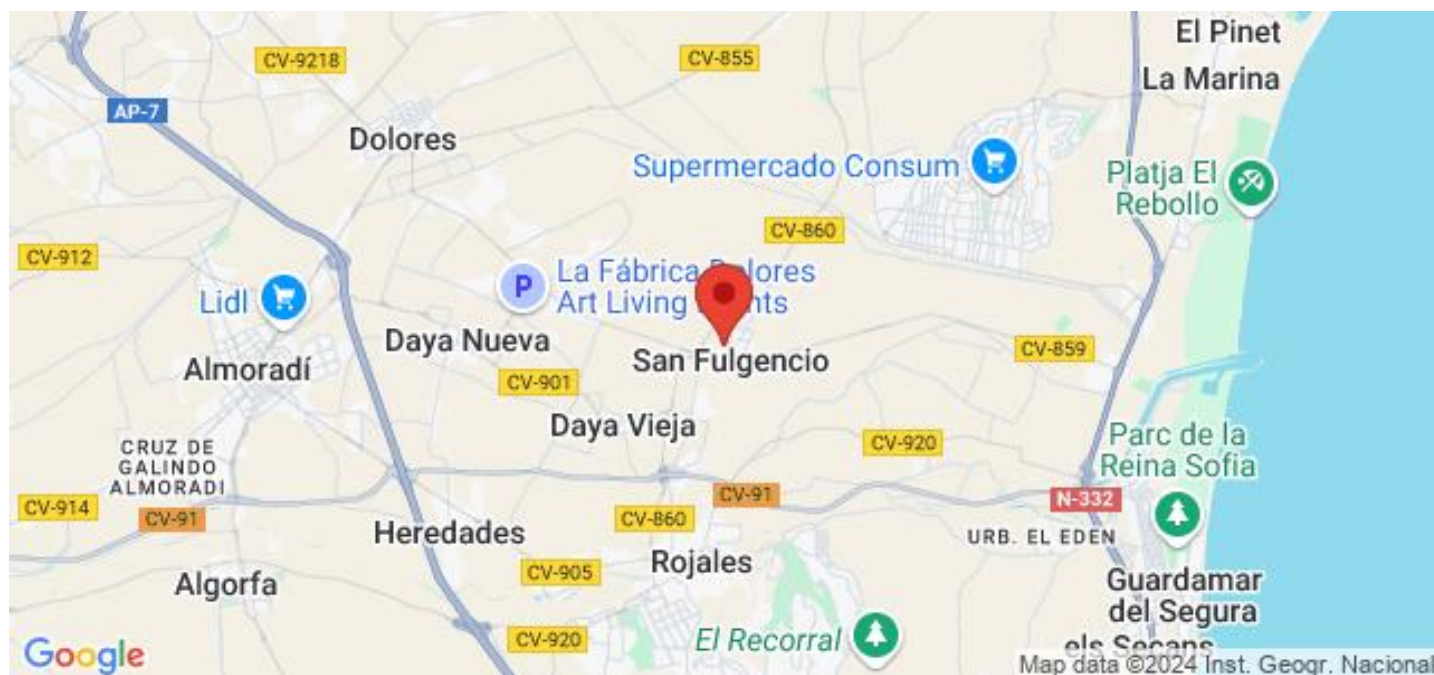 El Pinet
CV-9218
CV-855
La Marina
AP-7
Dolores
Supermercado Consum
Platja El
Rebollo
CV-860
CV-912
La Fábrica Dolores
Art Living
Lidl
P
Daya Nueva
CV-859
San Fulgencio
Almoradí
CV-901
Daya Vieja
CV-920
Parc de la
Reina Sofia
CRUZ DE
GALINDO
ALMORADI
CV-914
CV-91
CV-91
N-332
CV-860
Heredades
URB. EL EDEN
Rojales
CV-905
Algorfa
Guardamar
del Segura
CV-920
El Recorral
els Secans
Google
Map data ©2024 Inst. Geogr. Nacional